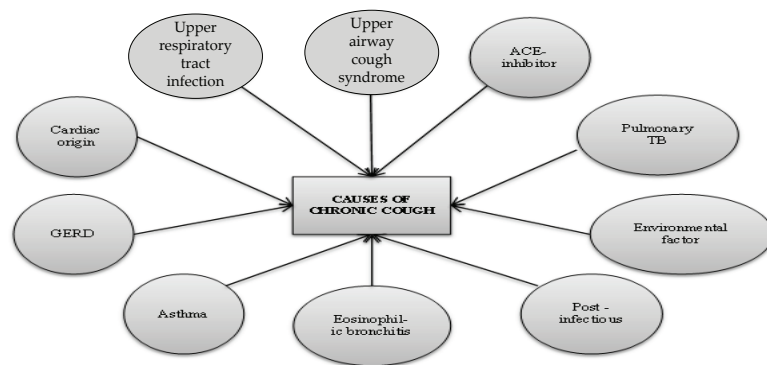 Upper
respiratory
tract
infection
Upper
airway
cough
syndrome
ACE-
inhibitor
Cardiac
origin
Pulmonary
TB
CAUSES OF
CHRONIC COUGH
GERD
Environmental
factor
Asthma
Eosinophil-
ic bronchitis
Post -
infectious